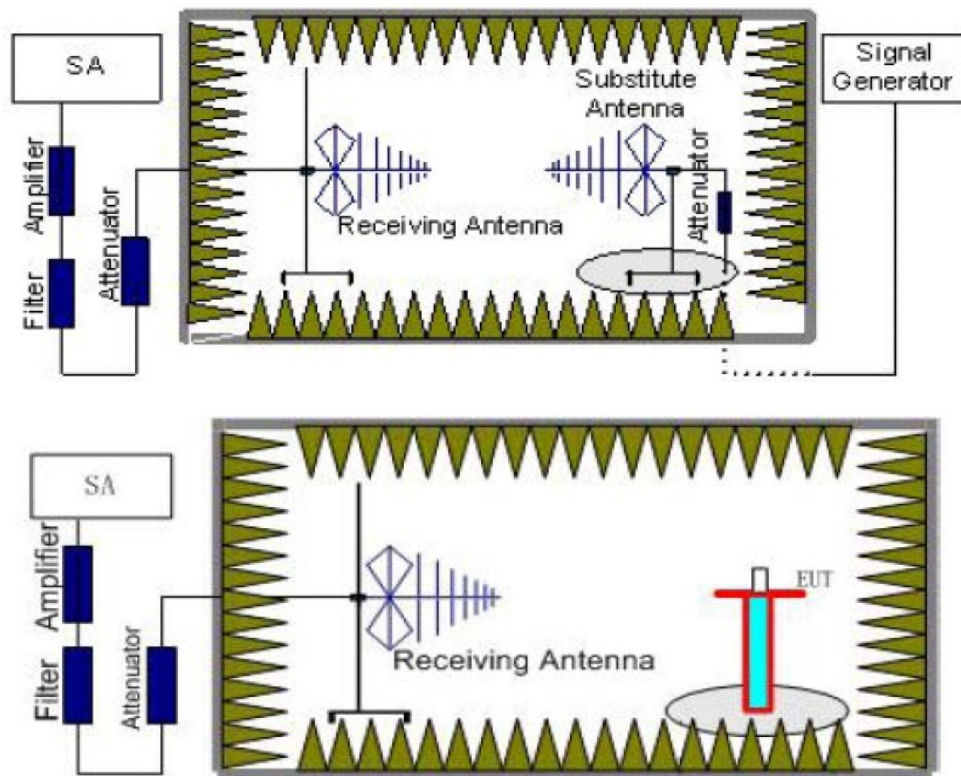 SA
Signal
Generator
Substitute
Antenna
Amplifier
Attenuator
Attenuator
Receiving Antenna
Filter
SA
Amplifier
EUT
Receiving Antenna
Filter
Attenuator